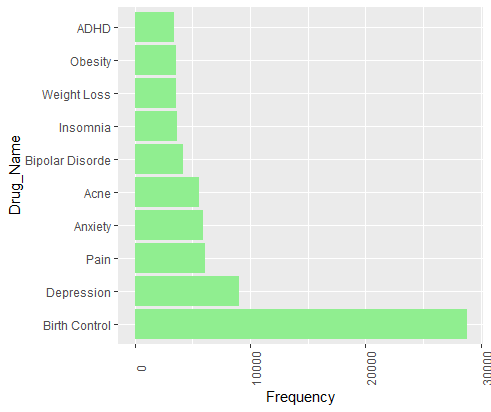 ADHD
Obesity
Weight Loss
Insomnia
Bipolar Disorde
Acne
Anxiety
Pain
Depression
Birth Control
Drug_Name
0
10000
20000
30000
Frequency